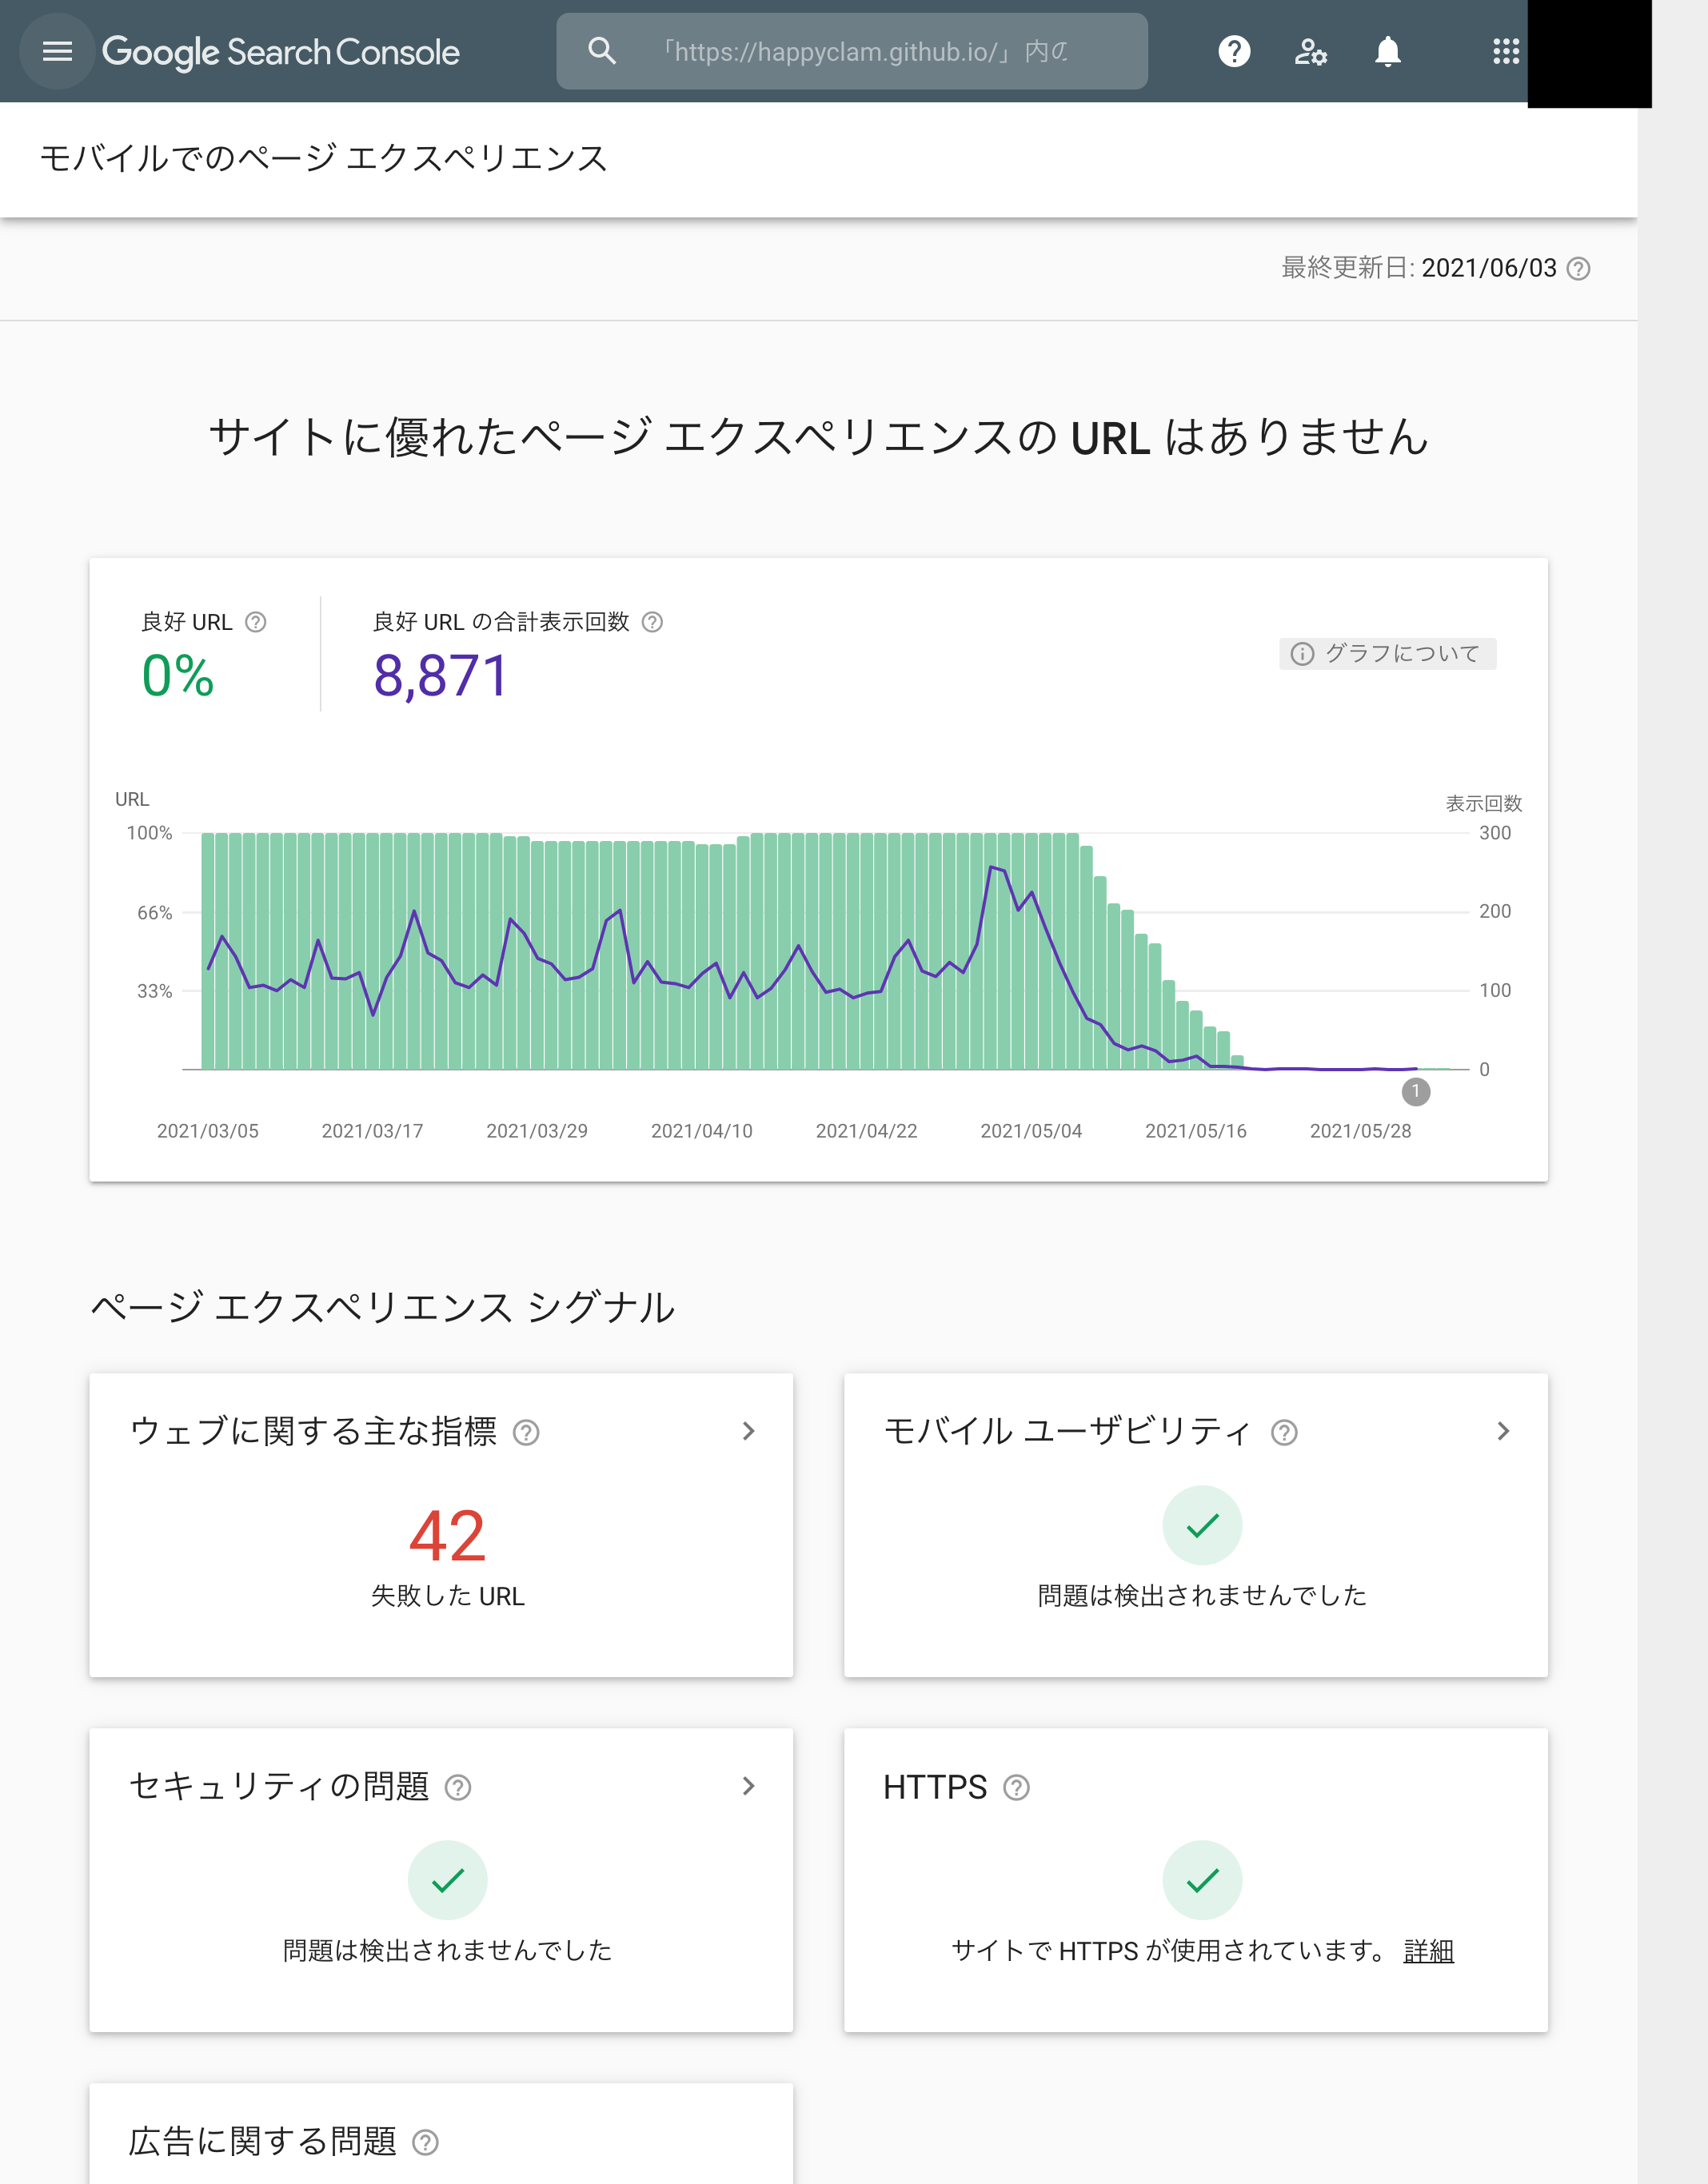 Google Search Console
「https://happyclam.github.io/」内の
モバイルでのページ エクスペリエンス
最終更新日: 2021/06/03
サイトに優れたページ エクスペリエンスの URL はありません
良好 URL
0%
良好 URL の合計表示回数
8,871
グラフについて
URL
表示回数
100%
66%
33%
300
200
100
0
1
2021/03/05
2021/03/17
2021/03/29
2021/04/10
2021/04/22
2021/05/04
2021/05/16
2021/05/28
ページ エクスペリエンス シグナル
ウェブに関する主な指標
42
失敗した URL
モバイル ユーザビリティ
問題は検出されませんでした
セキュリティの問題
問題は検出されませんでした
HTTPS
サイトで HTTPS が使用されています。 詳細
広告に関する問題